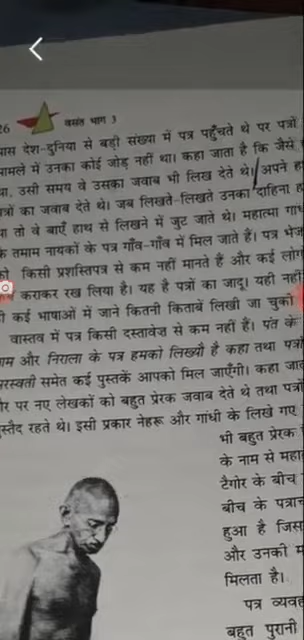 26 वसंत भाग 3
पास देश-दुनिया से बड़ी संख्या में पत्र पहुँचते थे पर पत्रों
मामले में उनका कोई जोड़ नहीं था। कहा जाता है कि जैसे
था, उसी समय वे उसका जवाब भी लिख देते थे। अपने
पत्रों का जवाब देते थे। जब लिखते-लिखते उनका दाहिना
था तो वे बाएँ हाथ से लिखने में जुट जाते थे। महात्मा
के तमाम नायकों के पत्र गाँव-गाँव में मिल जाते हैं। पत्र
को किसी प्रशस्तिपत्र से कम नहीं मानते हैं और कई लोग
कराकर रख लिया है। यह है पत्रों का जादू। यही नहीं
कई भाषाओं में जाने कितनी किताबें लिखी जा चुकी
वास्तव में पत्र किसी दस्तावेज़ से कम नहीं हैं। पंत के
नाम और निराला के पत्र हमको लिख्यौ है कहा तथा पत्रों
सरस्वती समेत कई पुस्तकें आपको मिल जाएँगी। कहा
और पर नए लेखकों को बहुत प्रेरक जवाब देते थे तथा पत्रों
मुस्तैद रहते थे। इसी प्रकार नेहरू और गांधी के लिखे गए
भी बहुत प्रेरक
के नाम से
टैगोर के बीच
बीच के
हुआ है
और उनकी
मिलता है।
पत्र
बहुत पुरानी